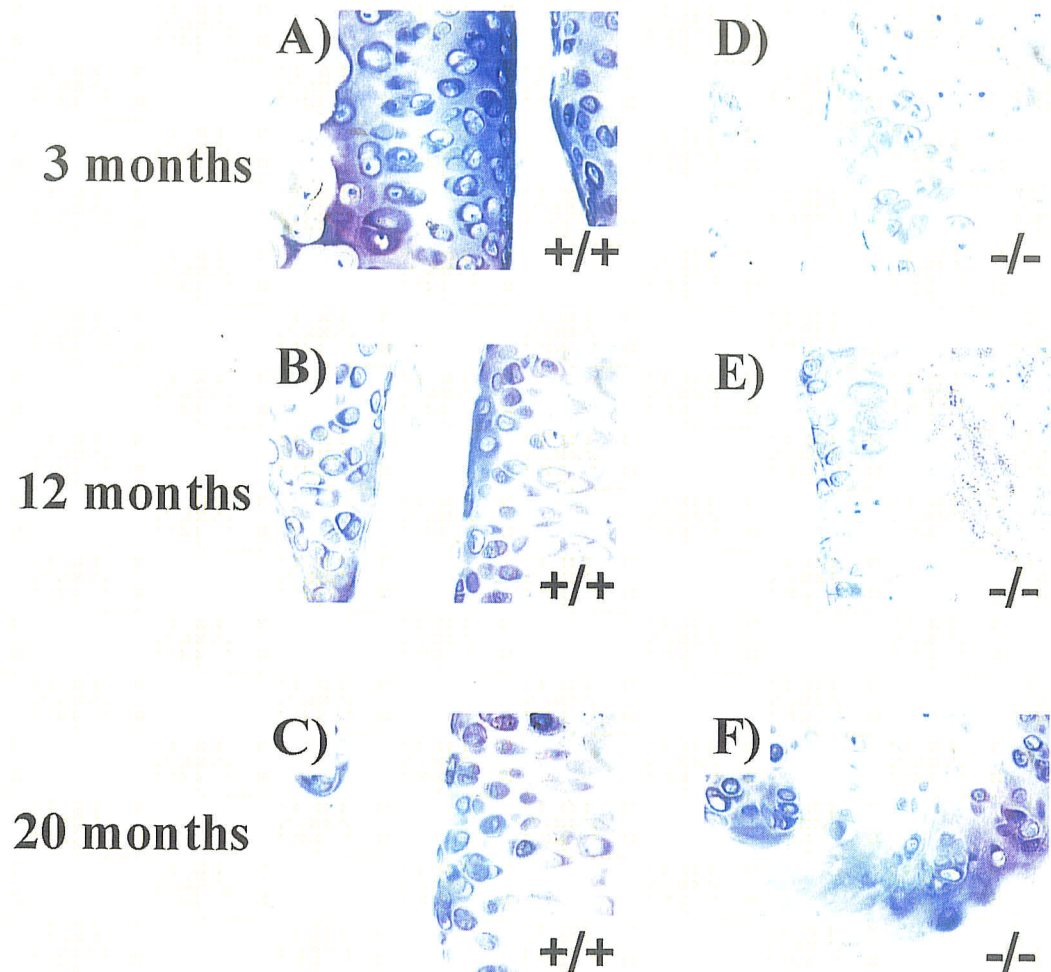 A) D)
3 months
+/+ -/-
B) E)
12 months
+/+ -/-
C) F)
20 months
+/+ -/-